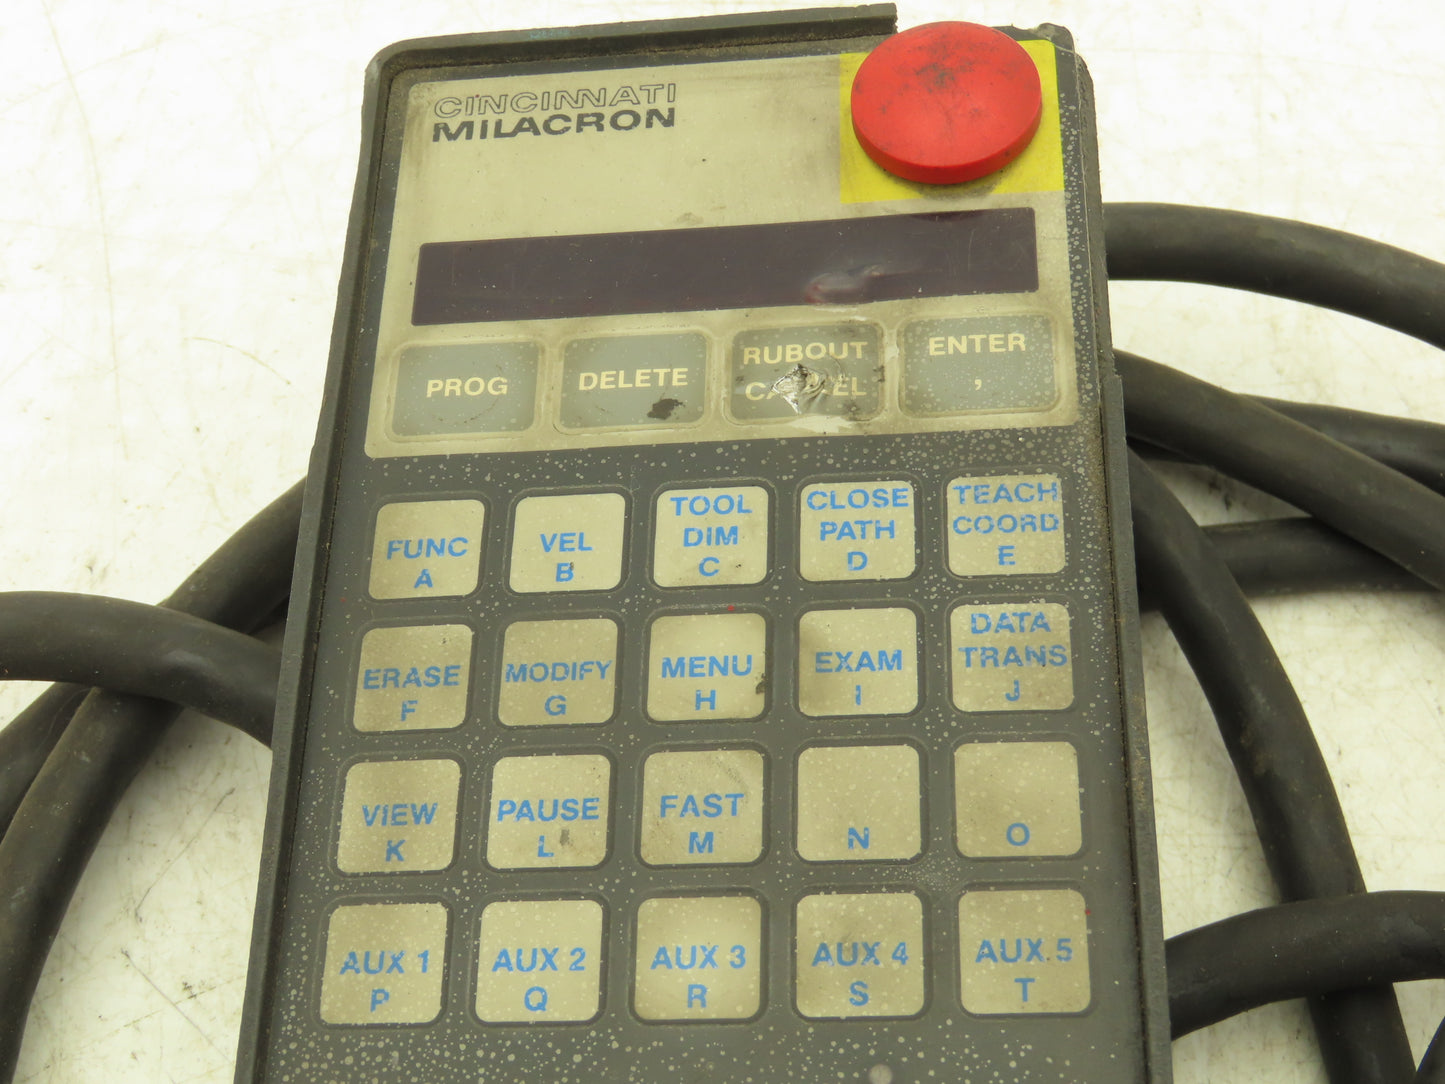 CINCINNATI
MILACRON
PROG
DELETE
RUBOUT
CANCEL
ENTER
,
FUNC
A
VEL
B
TOOL
DIM
C
CLOSE
PATH
D
TEACH
COORD
E
ERASE
F
MODIFY
G
MENU
H
EXAM
I
DATA
TRANS
J
VIEW
K
PAUSE
L
FAST
M
N
O
AUX 1
P
AUX 2
Q
AUX 3
R
AUX 4
S
AUX 5
T